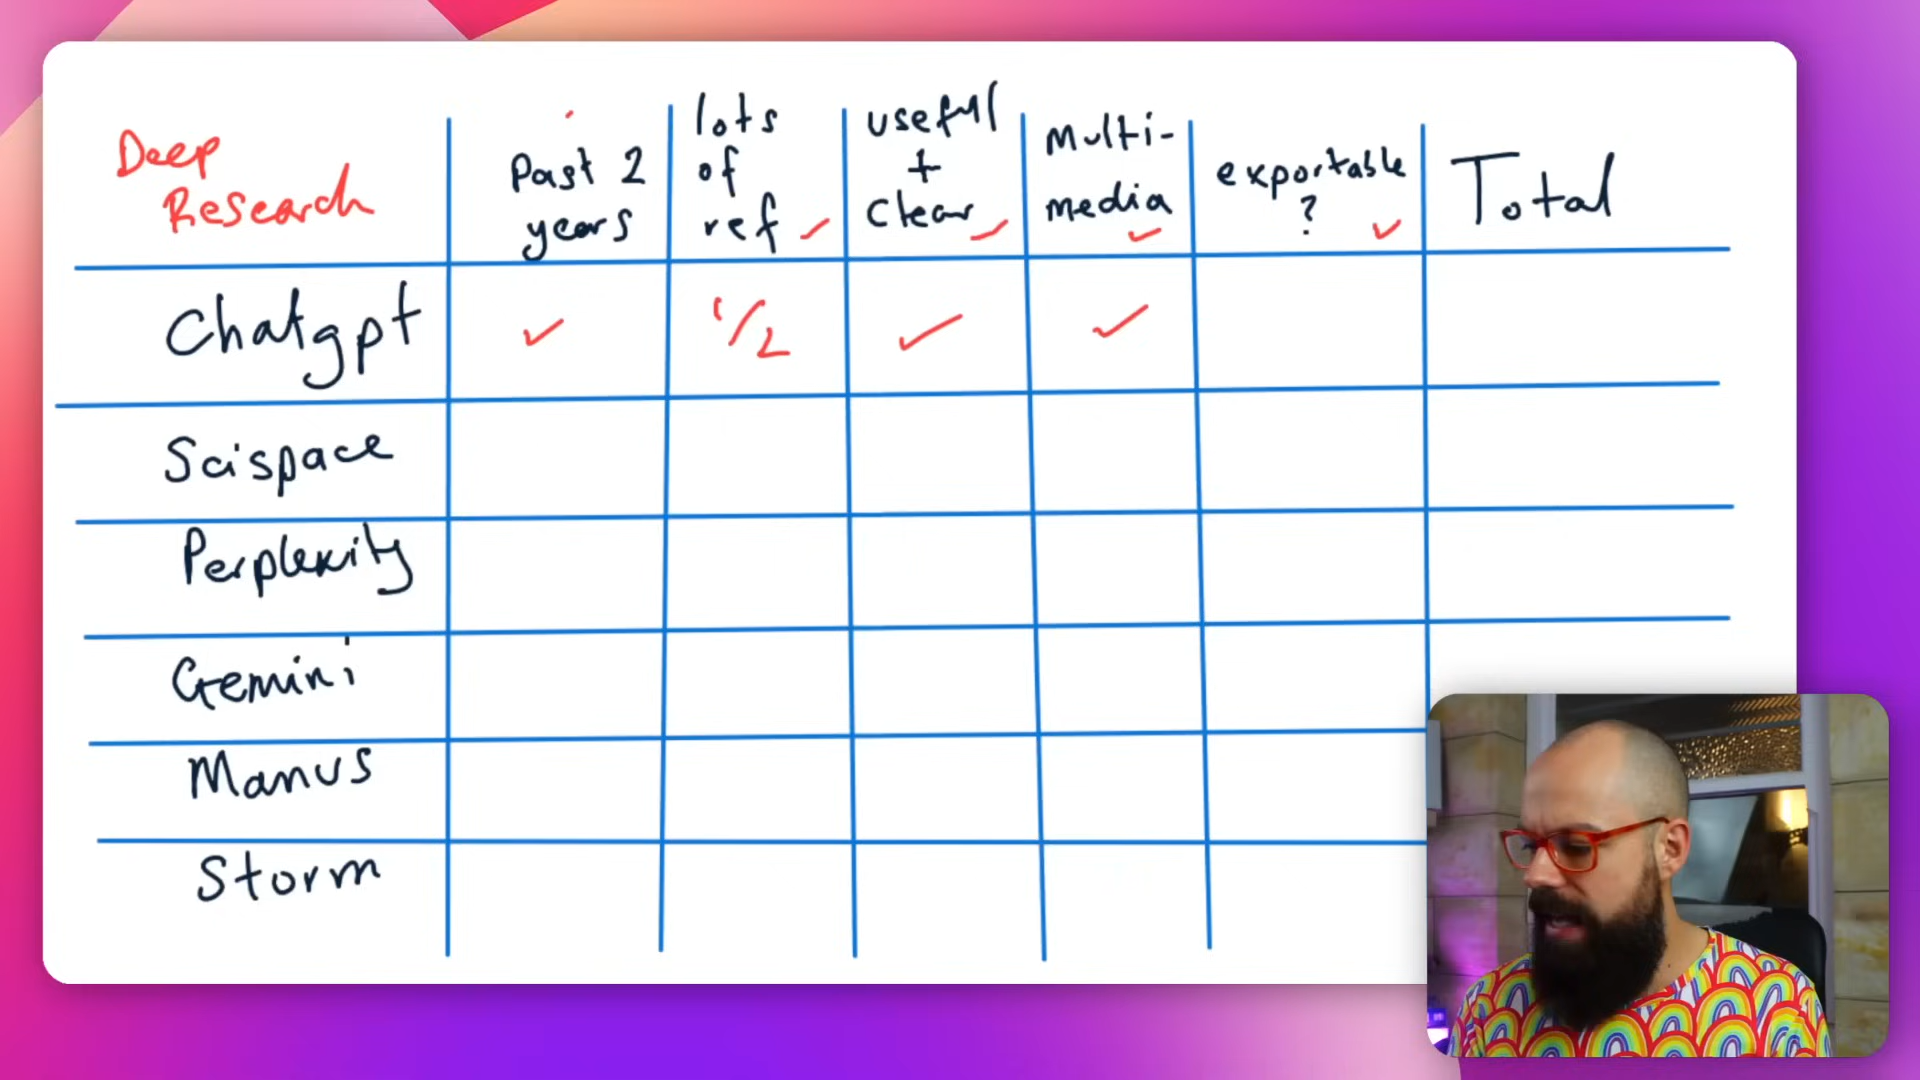 Deep
Research
Past 2
years
lots
of
ref
useful
+
clear
Multi-
media
exportable
?
Total
Chatgpt
1/2
Scispace
Perplexity
Gemini
Manus
Storm